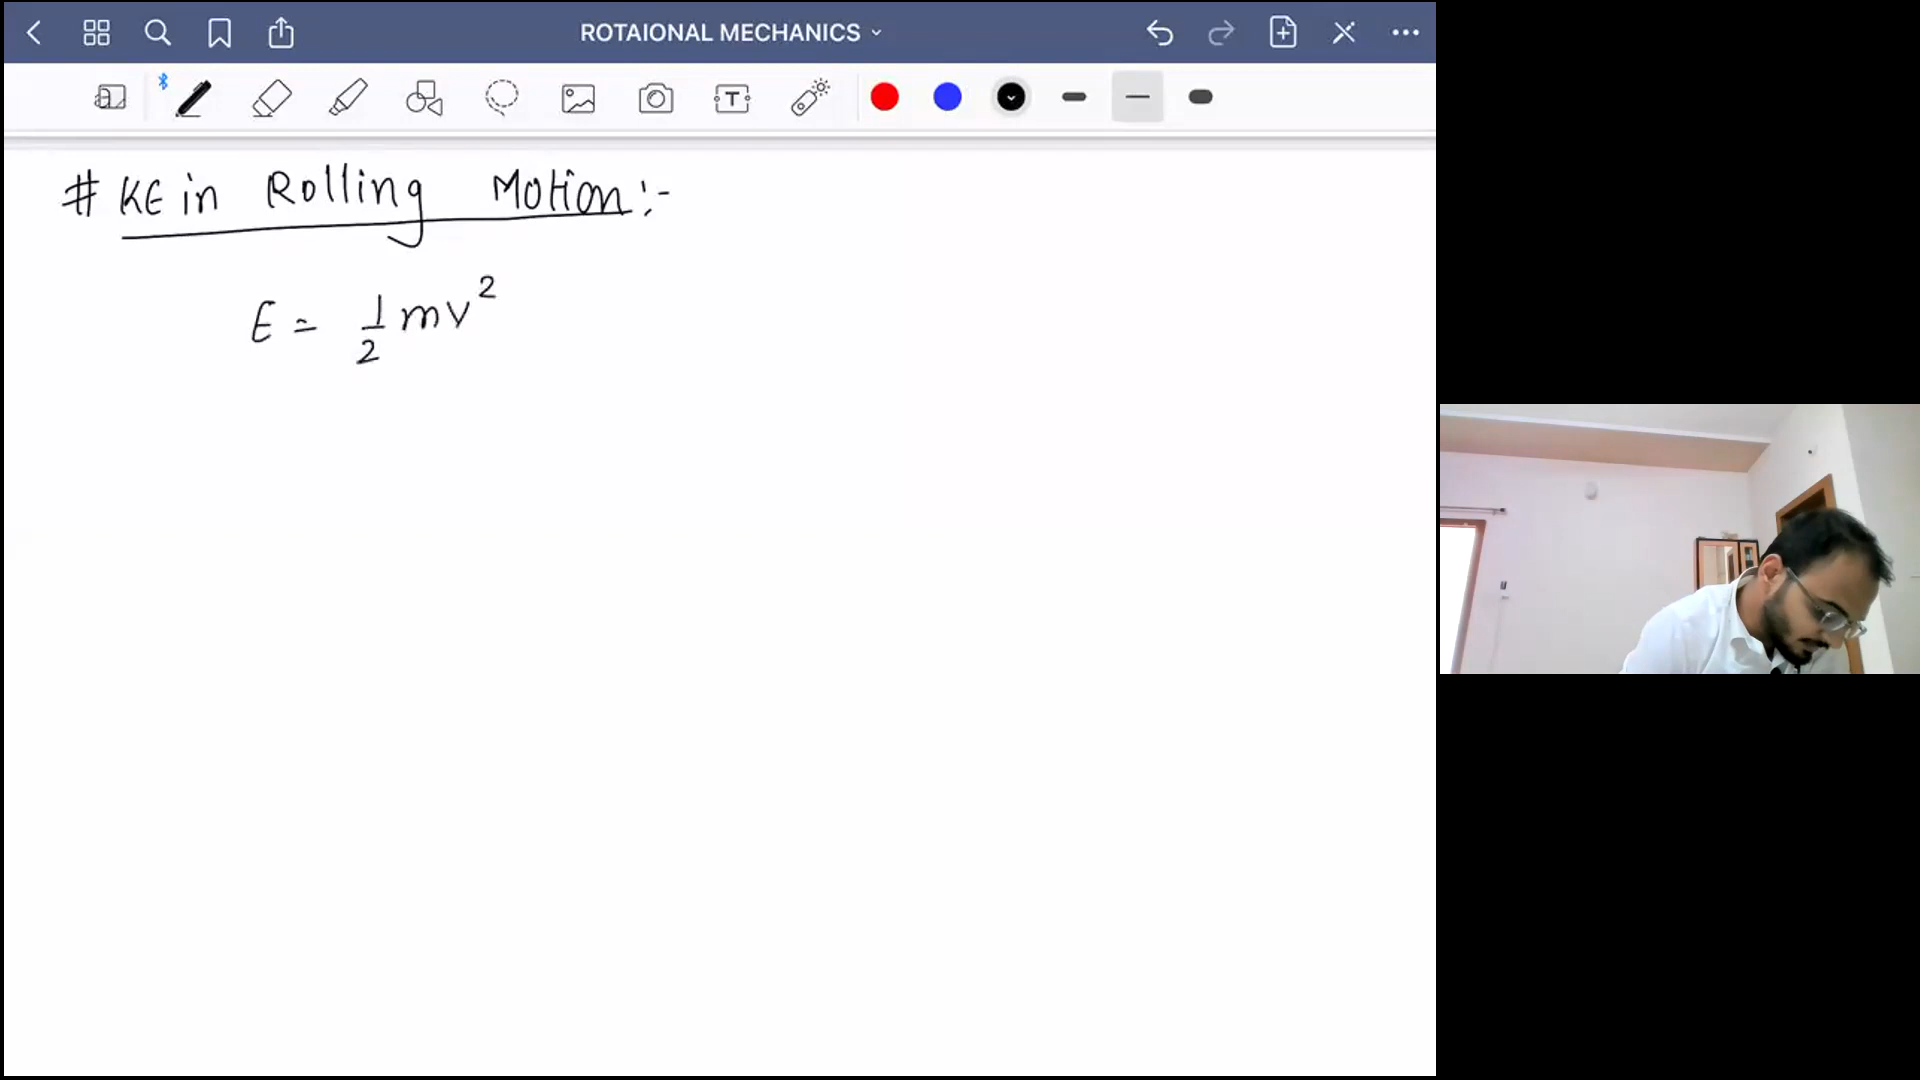 ROTAIONAL MECHANICS
# KE in Rolling Motion :-
E = 1/2 mv²